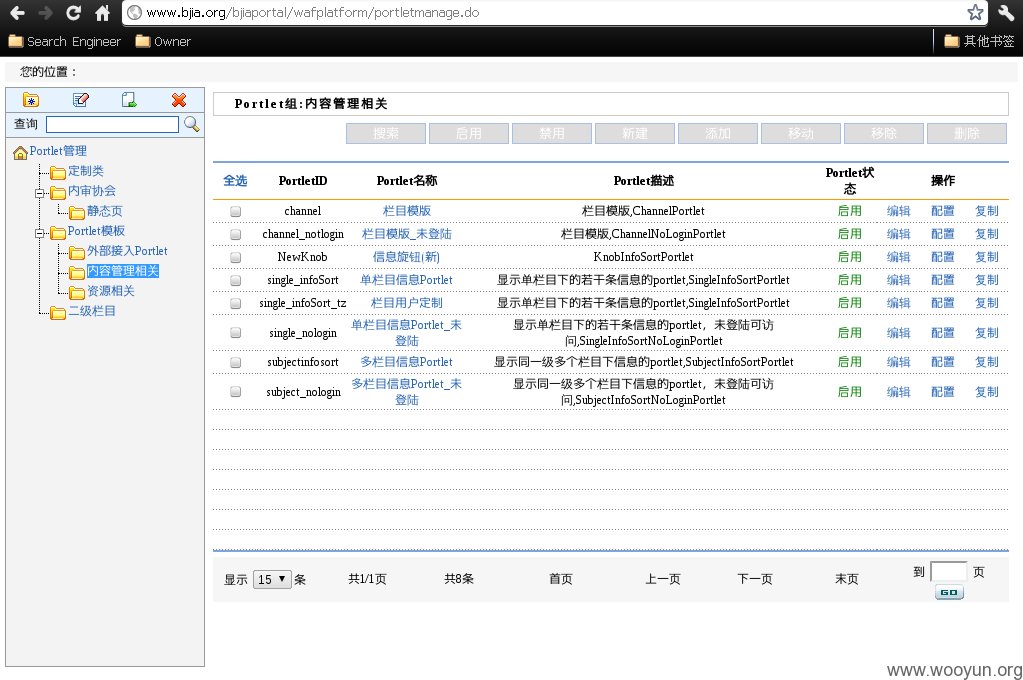 www.bjia.org/bjiaportal/wafplatform/portletmanage.do
Search Engineer Owner 其他书签
您的位置：
查询
Portlet管理
定制类
内审协会
静态页
Portlet模板
外部接入Portlet
内容管理相关
资源相关
二级栏目
Portlet组:内容管理相关
搜索 启用 禁用 新建 添加 移动 移除 删除
全选 PortletID Portlet名称 Portlet描述 Portlet状态 操作
channel 栏目模版 栏目模版,ChannelPortlet 启用 编辑 配置 复制
channel_notlogin 栏目模版_未登陆 栏目模版,ChannelNoLoginPortlet 启用 编辑 配置 复制
NewKnob 信息旋钮(新) KnobInfoSortPortlet 启用 编辑 配置 复制
single_infoSort 单栏目信息Portlet 显示单栏目下的若干条信息的portlet,SingleInfoSortPortlet 启用 编辑 配置 复制
single_infoSort_tz 栏目用户定制 显示单栏目下的若干条信息的portlet,SingleInfoSortPortlet 启用 编辑 配置 复制
single_nologin 单栏目信息Portlet_未登陆 显示单栏目下的若干条信息的portlet，未登陆可访问,SingleInfoSortNoLoginPortlet 启用 编辑 配置 复制
subjectinfosort 多栏目信息Portlet 显示同一级多个栏目下信息的portlet,SubjectInfoSortPortlet 启用 编辑 配置 复制
subject_nologin 多栏目信息Portlet_未登陆 显示同一级多个栏目下信息的portlet，未登陆可访问,SubjectInfoSortNoLoginPortlet 启用 编辑 配置 复制
显示 15 条 共1/1页 共8条 首页 上一页 下一页 末页 到 页
GO
www.wooyun.org